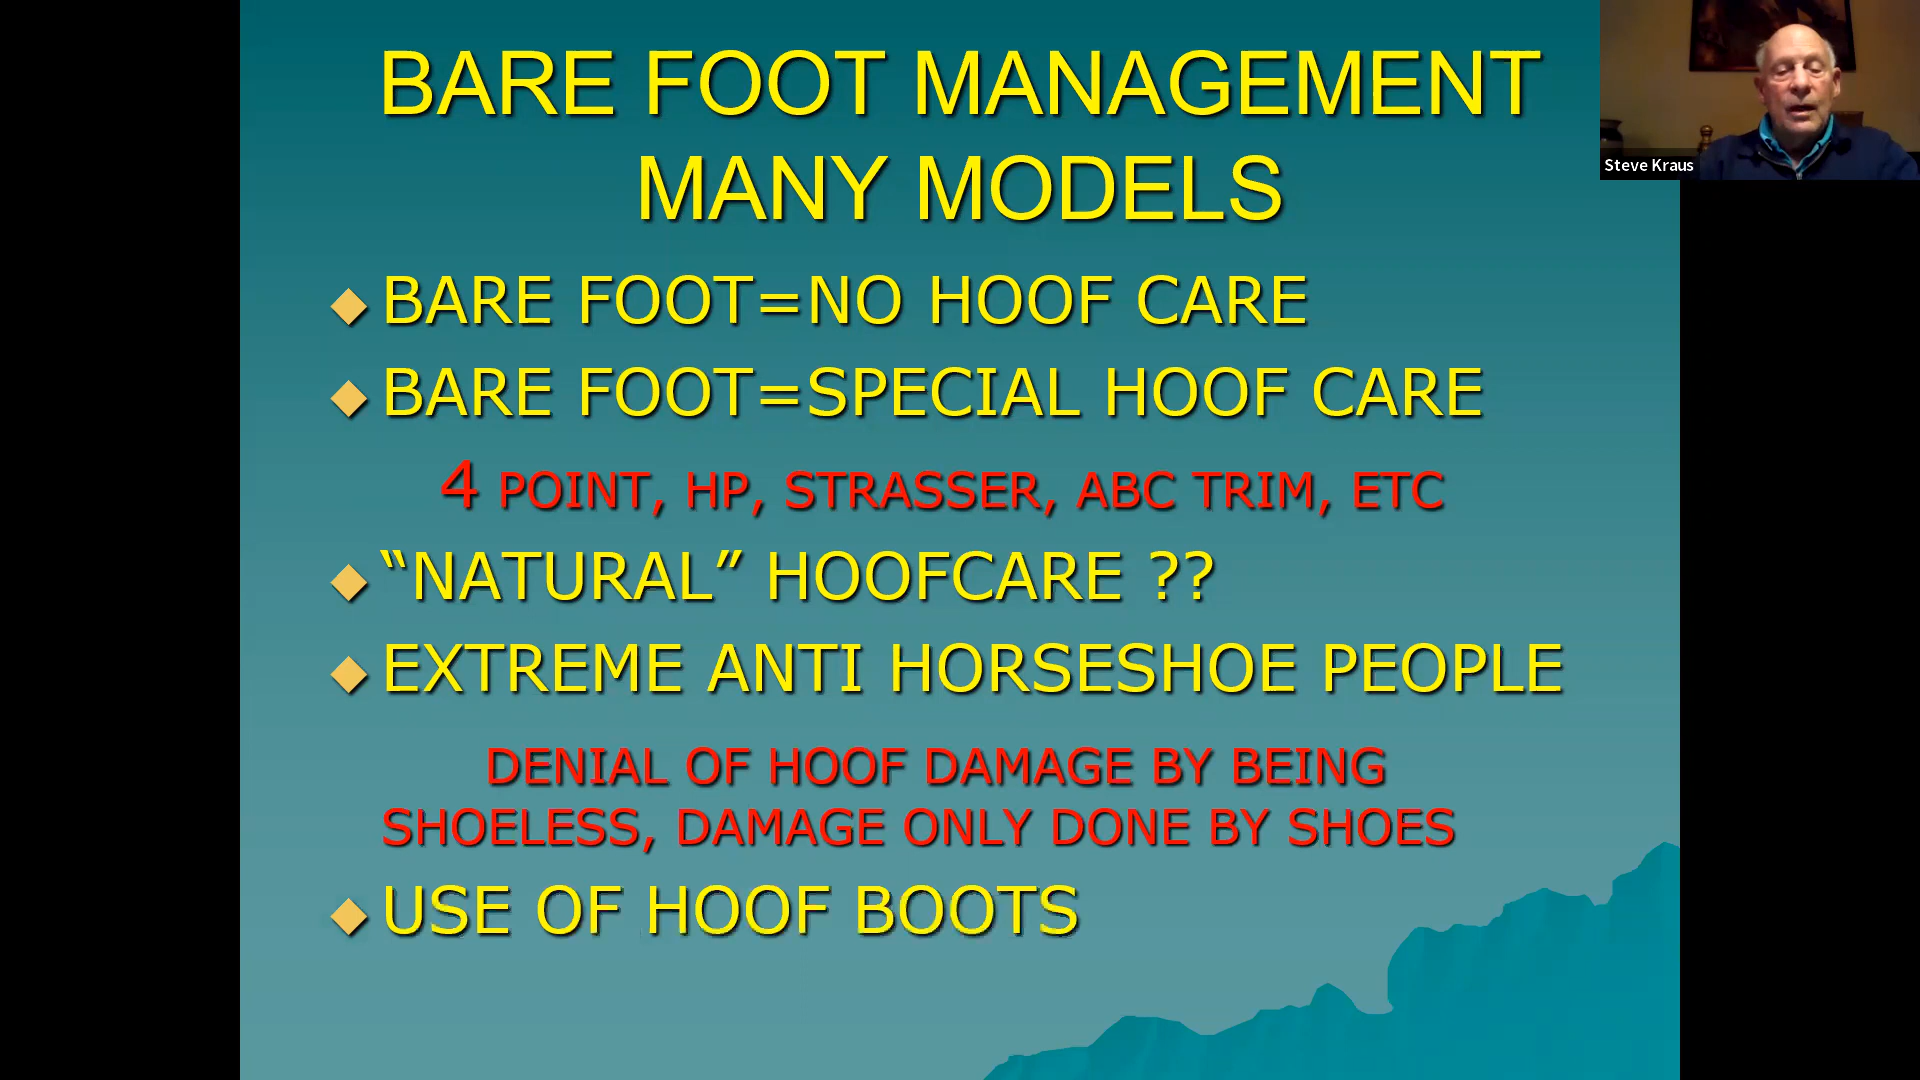 BARE FOOT MANAGEMENT
MANY MODELS
Steve Kraus
BARE FOOT=NO HOOF CARE
BARE FOOT=SPECIAL HOOF CARE
4 POINT, HP, STRASSER, ABC TRIM, ETC
“NATURAL” HOOFCARE ??
EXTREME ANTI HORSESHOE PEOPLE
DENIAL OF HOOF DAMAGE BY BEING
SHOELESS, DAMAGE ONLY DONE BY SHOES
USE OF HOOF BOOTS